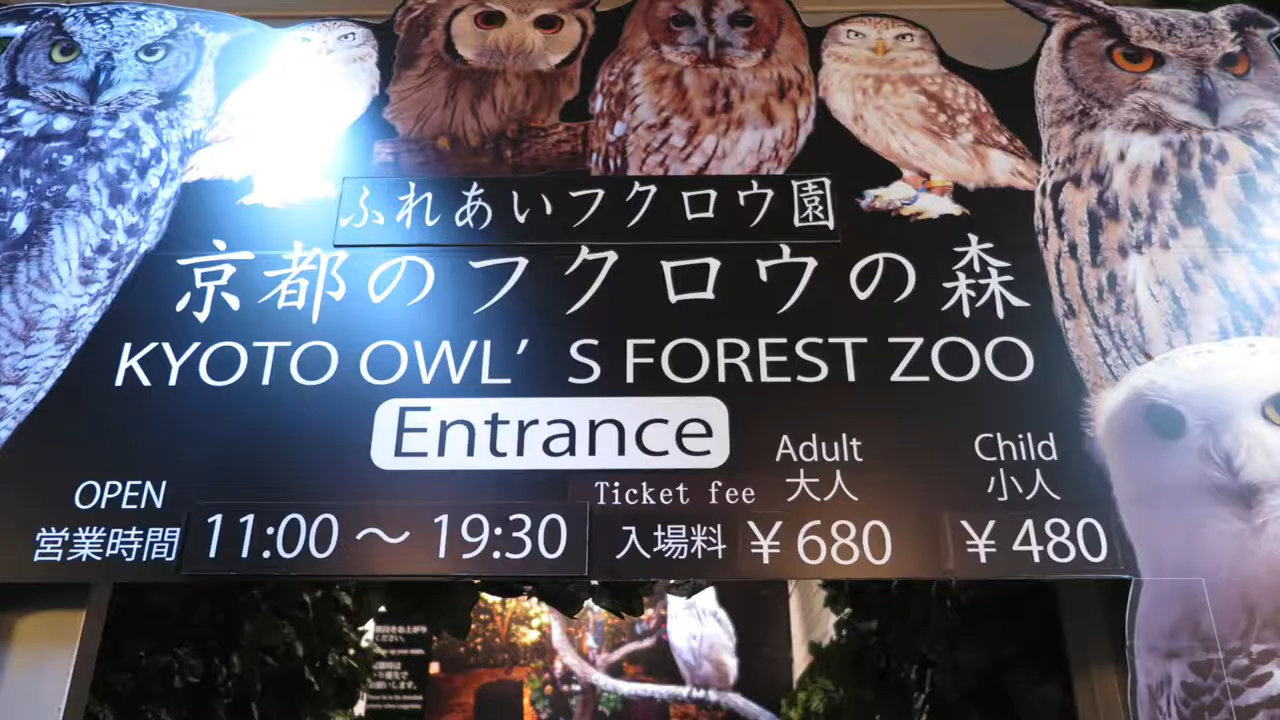 ふれあいフクロウ園
京都のフクロウの森
KYOTO OWL'S FOREST ZOO
Entrance
OPEN
営業時間 11:00 ～ 19:30
Ticket fee
入場料
Adult
大人
￥680
Child
小人
￥480